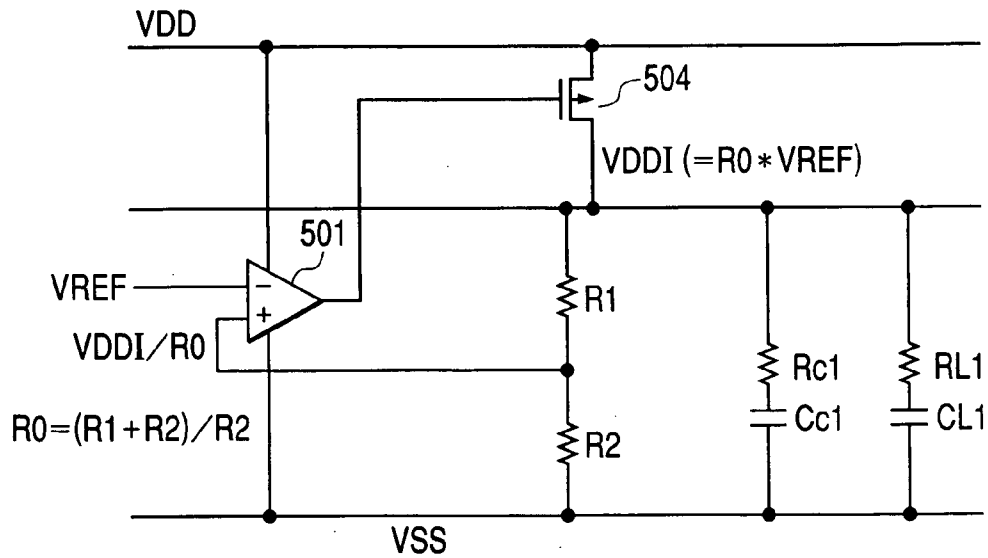 VDD
504
VDDI (=R0*VREF)
501
VREF
−
+
R1
VDDI/R0
Rc1
RL1
R0=(R1+R2)/R2
R2
Cc1
CL1
VSS